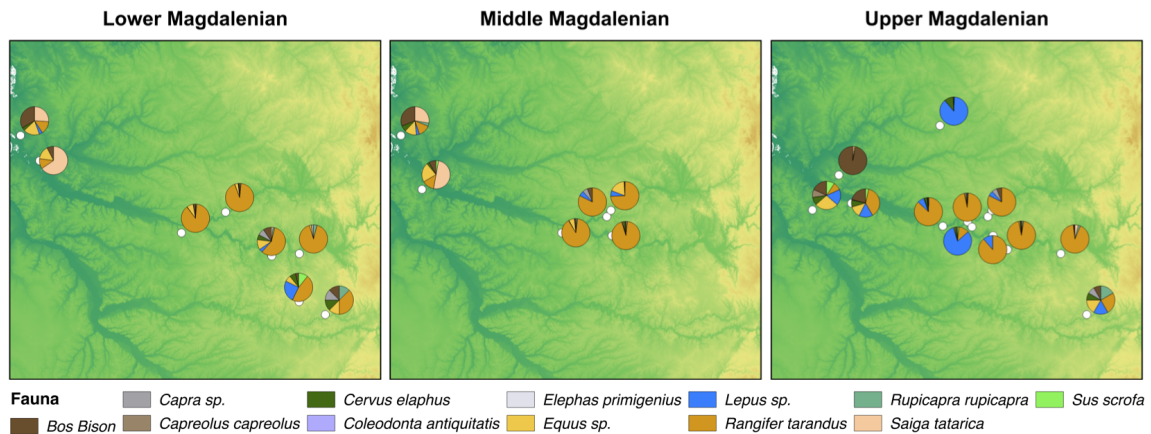 Lower Magdalenian Middle Magdalenian Upper Magdalenian
Fauna Capra sp. Cervus elaphus Elephas primigenius Lepus sp. Rupicapra rupicapra Sus scrofa
Bos Bison Capreolus capreolus Coleodonta antiquitatis Equus sp. Rangifer tarandus Saiga tatarica